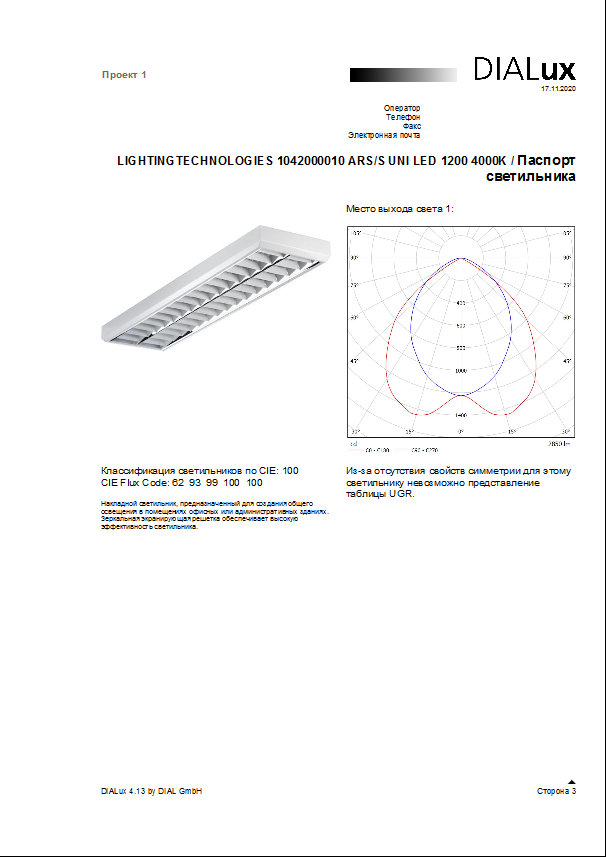 Проект 1
DIALux
17.11.2020
Оператор
Телефон
Факс
Электронная почта
LIGHTING TECHNOLOGIES 1042000010 ARS/S UNI LED 1200 4000K / Паспорт
светильника
Место выхода света 1:
105° 105°
90° 90°
75° 75°
60° 60°
45° 45°
400
600
800
1000
1400
30° 15° 0° 15° 30°
cd
C0 - C180 C90 - C270
Классификация светильников по CIE: 100
CIE Flux Code: 62 93 99 100 100
Из-за отсутствия свойств симметрии для этому
светильнику невозможно представление
таблицы UGR.
Накладной светильник, предназначенный для создания общего
освещения в помещениях офисных или административных зданиях.
Зеркальная экранирующая решетка обеспечивает высокую
эффективность светильника.
DIALux 4.13 by DIAL GmbH
Сторона 3